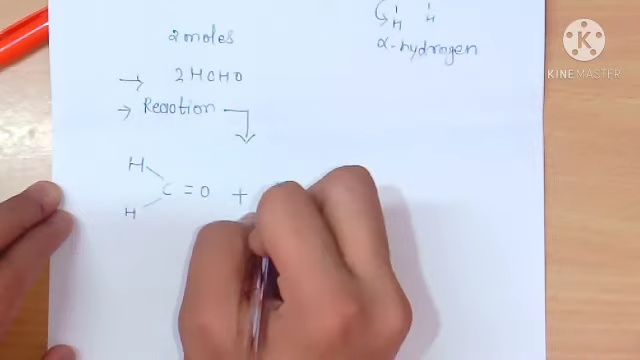 2 moles
H H
α-hydrogen
→ 2HCHO
→ Reaction
H
C = O +
H
KINEMASTER